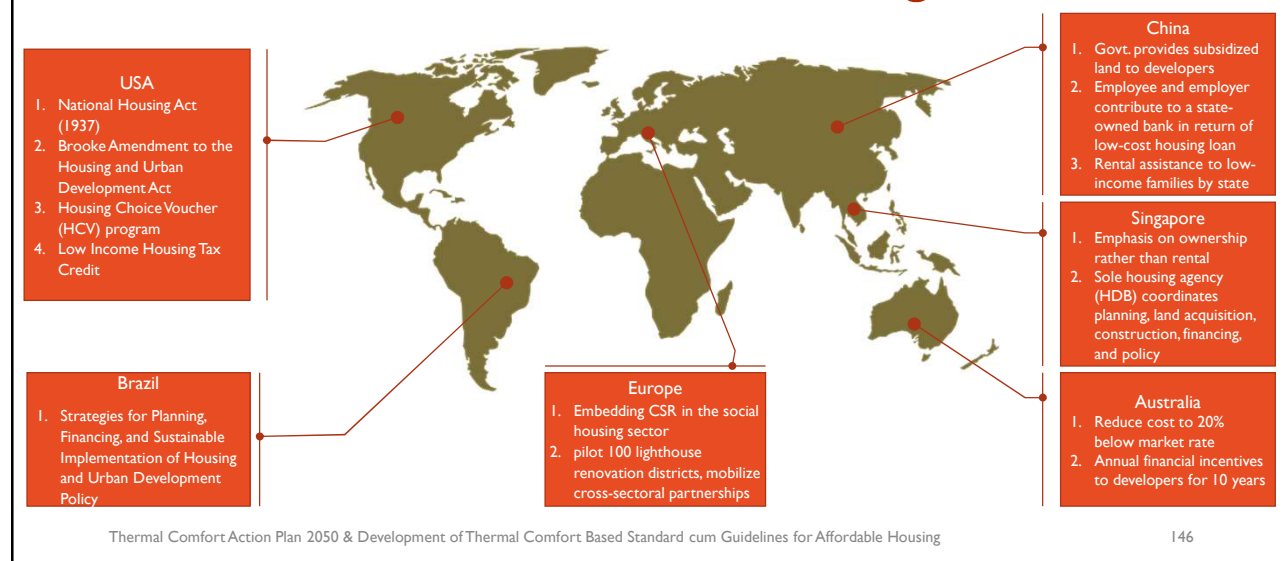 USA
1. National Housing Act
(1937)
2. Brooke Amendment to the
Housing and Urban
Development Act
3. Housing Choice Voucher
(HCV) program
4. Low Income Housing Tax
Credit
Brazil
1. Strategies for Planning,
Financing, and Sustainable
Implementation of Housing
and Urban Development
Policy
Europe
1. Embedding CSR in the social
housing sector
2. pilot 100 lighthouse
renovation districts, mobilize
cross-sectoral partnerships
China
1. Govt. provides subsidized
land to developers
2. Employee and employer
contribute to a state-
owned bank in return of
low-cost housing loan
3. Rental assistance to low-
income families by state
Singapore
1. Emphasis on ownership
rather than rental
2. Sole housing agency
(HDB) coordinates
planning, land acquisition,
construction, financing,
and policy
Australia
1. Reduce cost to 20%
below market rate
2. Annual financial incentives
to developers for 10 years
Thermal Comfort Action Plan 2050 & Development of Thermal Comfort Based Standard cum Guidelines for Affordable Housing
146